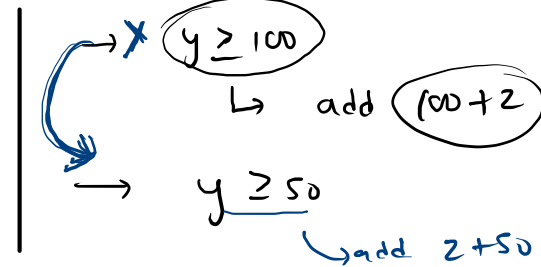 → X y ≥ 100
↳ add 100 + 2
→ y ≥ 50
↳ add 2 + 50